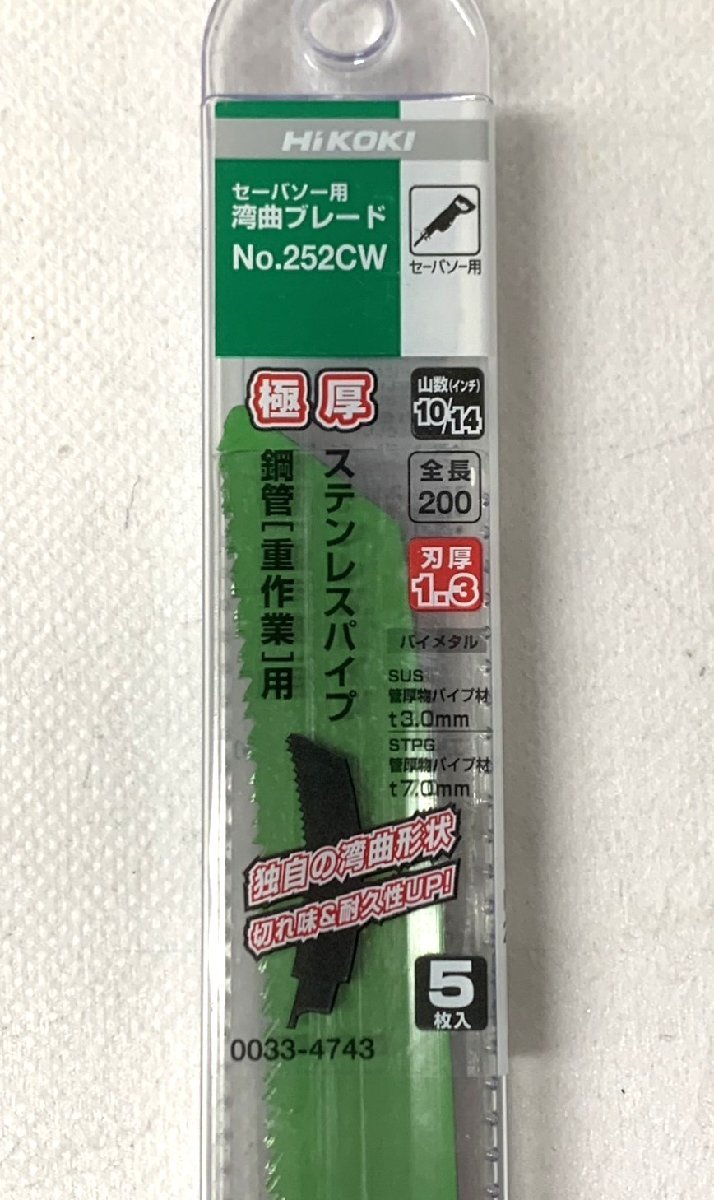 HiKOKI
セーバソー用
湾曲ブレード
No.252CW
セーバソー用
極厚
山数(インチ)
10/14
ステンレスパイプ
鋼管[重作業]用
全長
200
刃厚
1.3
バイメタル
SUS
管厚物パイプ材
t3.0mm
STPG
管厚物パイプ材
t7.0mm
独自の湾曲形状
切れ味&耐久性UP!
5
枚入
0033-4743